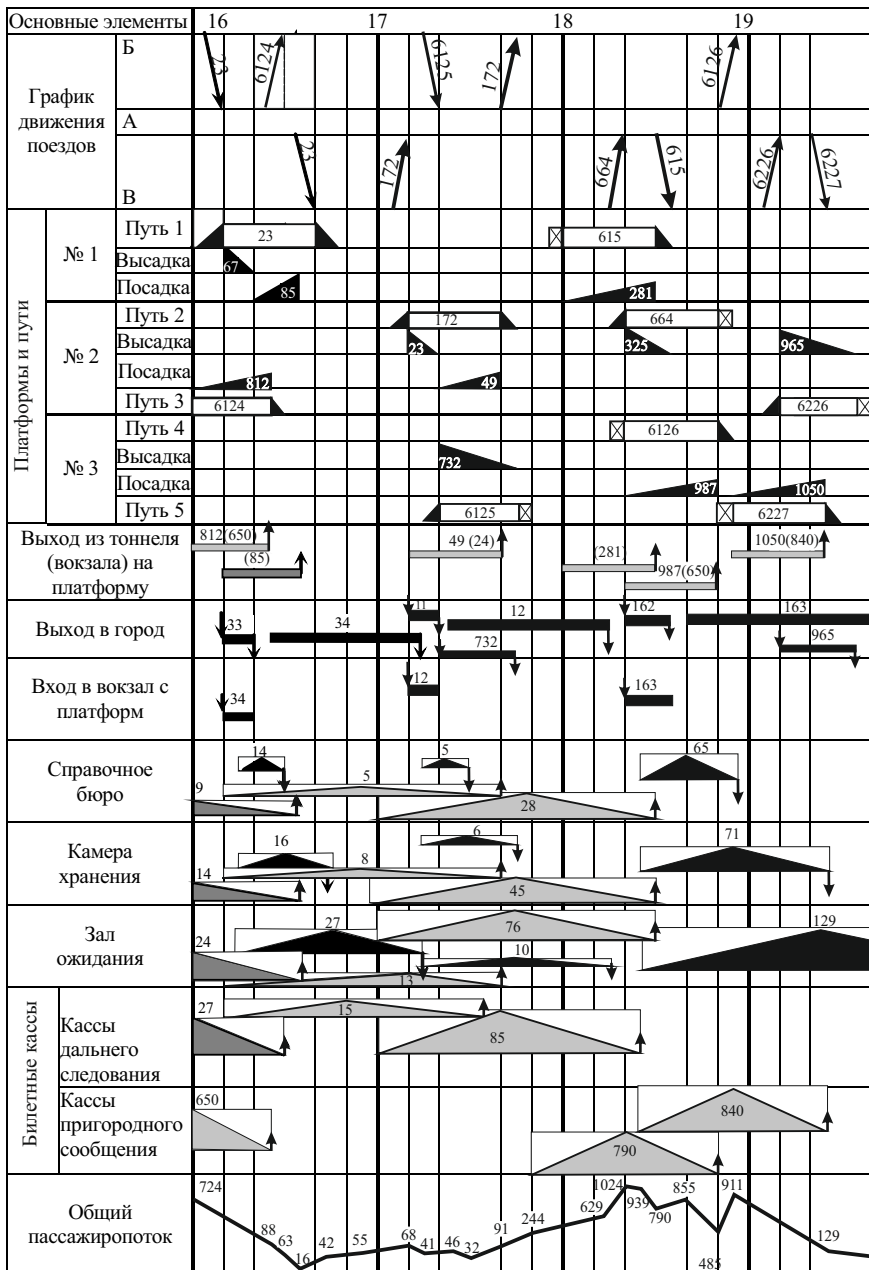 Основные элементы 16 17 18 19
График
движения
поездов
Б
23 6124 6125 172 6126
А
23 172 664 615 6226 6227
В
Платформы и пути
№ 1
Путь 1 23 615
Высадка 67
Посадка 85 281
№ 2
Путь 2 172 664
Высадка 23 325 965
Посадка 812 49
Путь 3 6124 6226
№ 3
Путь 4 6126
Высадка 732
Посадка 987 1050
Путь 5 6125 6227
Выход из тоннеля
(вокзала) на
платформу
812(650) 49 (24) (281) 1050(840)
(85) 987(650)
Выход в город
33 34 11 12 162 163
732 965
Вход в вокзал с
платформ
34 12 163
Справочное
бюро
14 5 65
9 5 28
Камера
хранения
16 6 71
14 8 45
Зал
ожидания
27 76 129
24 10
13
Билетные кассы
Кассы
дальнего
следования
27 15 85
Кассы
пригородного
сообщения
650 840
790
Общий
пассажиропоток
724 88 63 16 42 55 68 41 46 32 91 244 629 1024 939 790 855 485 911 129